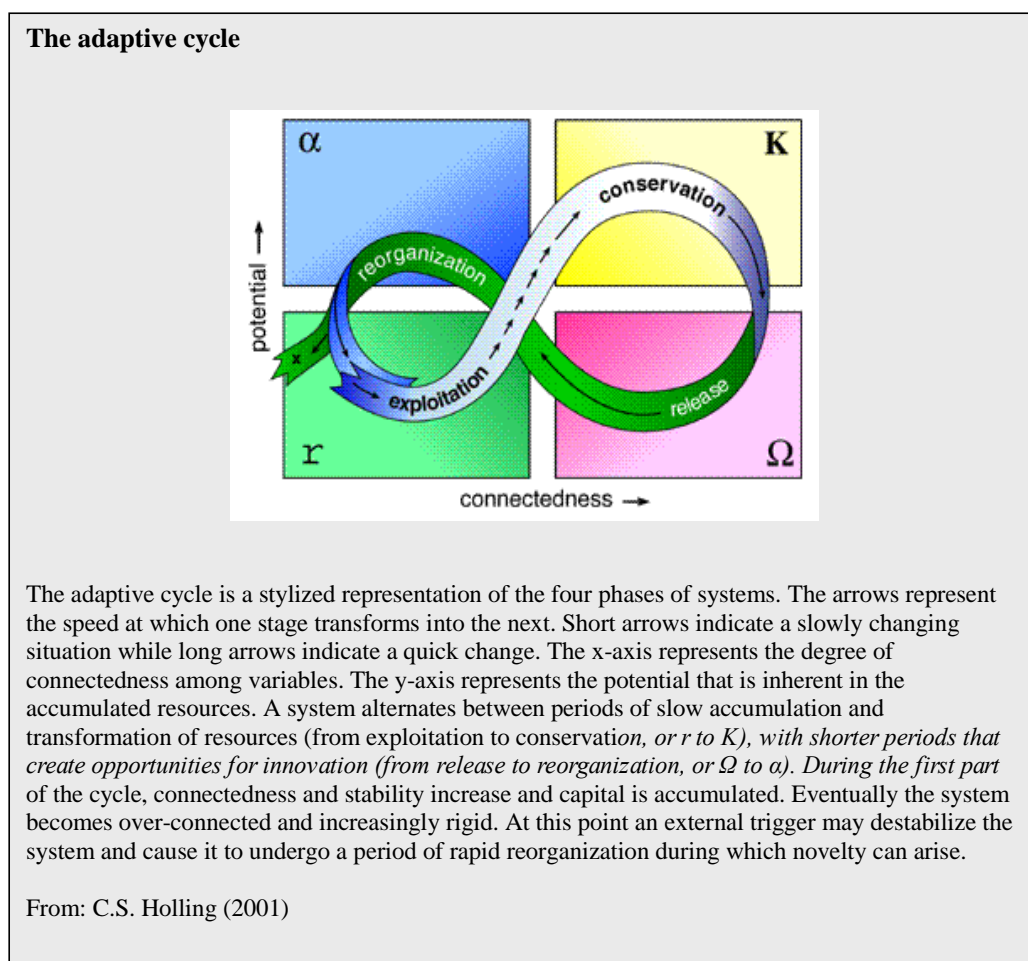 The adaptive cycle
α
K
conservation
reorganization
potential
x
exploitation
release
r
Ω
connectedness
The adaptive cycle is a stylized representation of the four phases of systems. The arrows represent
the speed at which one stage transforms into the next. Short arrows indicate a slowly changing
situation while long arrows indicate a quick change. The x-axis represents the degree of
connectedness among variables. The y-axis represents the potential that is inherent in the
accumulated resources. A system alternates between periods of slow accumulation and
transformation of resources (from exploitation to conservation, or r to K), with shorter periods that
create opportunities for innovation (from release to reorganization, or Ω to α). During the first part
of the cycle, connectedness and stability increase and capital is accumulated. Eventually the system
becomes over-connected and increasingly rigid. At this point an external trigger may destabilize the
system and cause it to undergo a period of rapid reorganization during which novelty can arise.
From: C.S. Holling (2001)